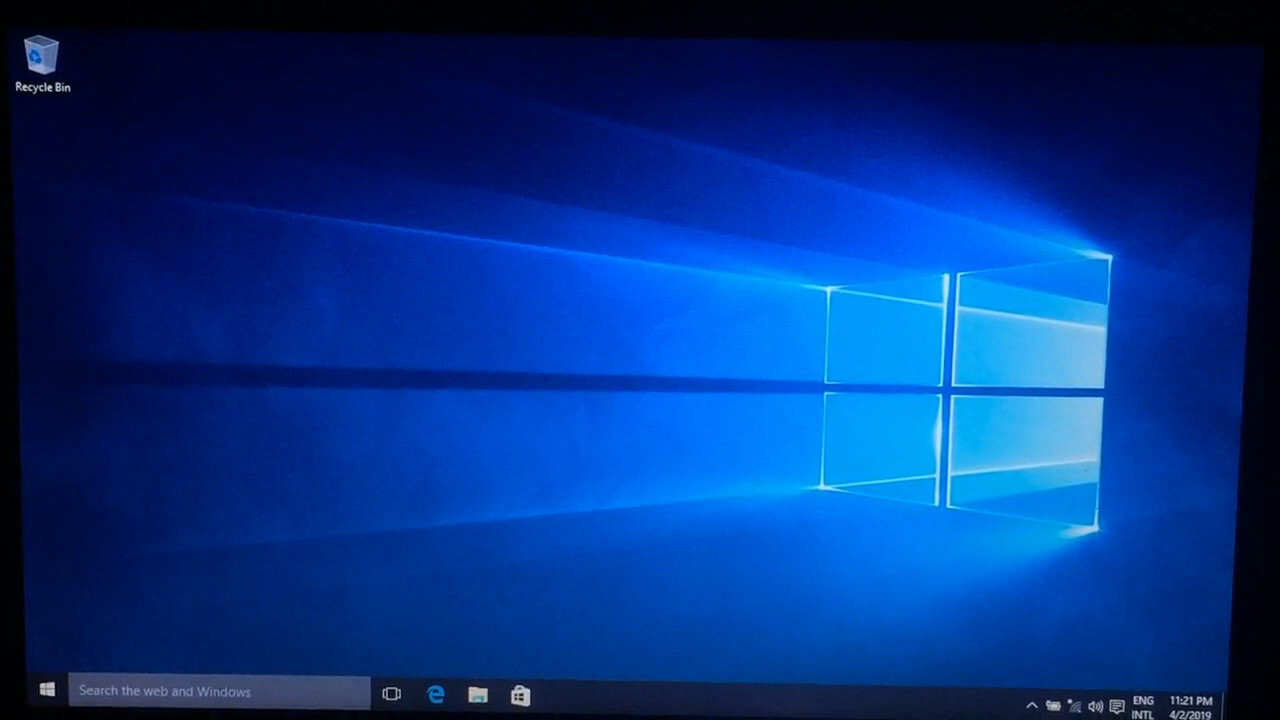 Recycle Bin
Search the web and Windows
ENG
INTL
11:21 PM
4/2/2019